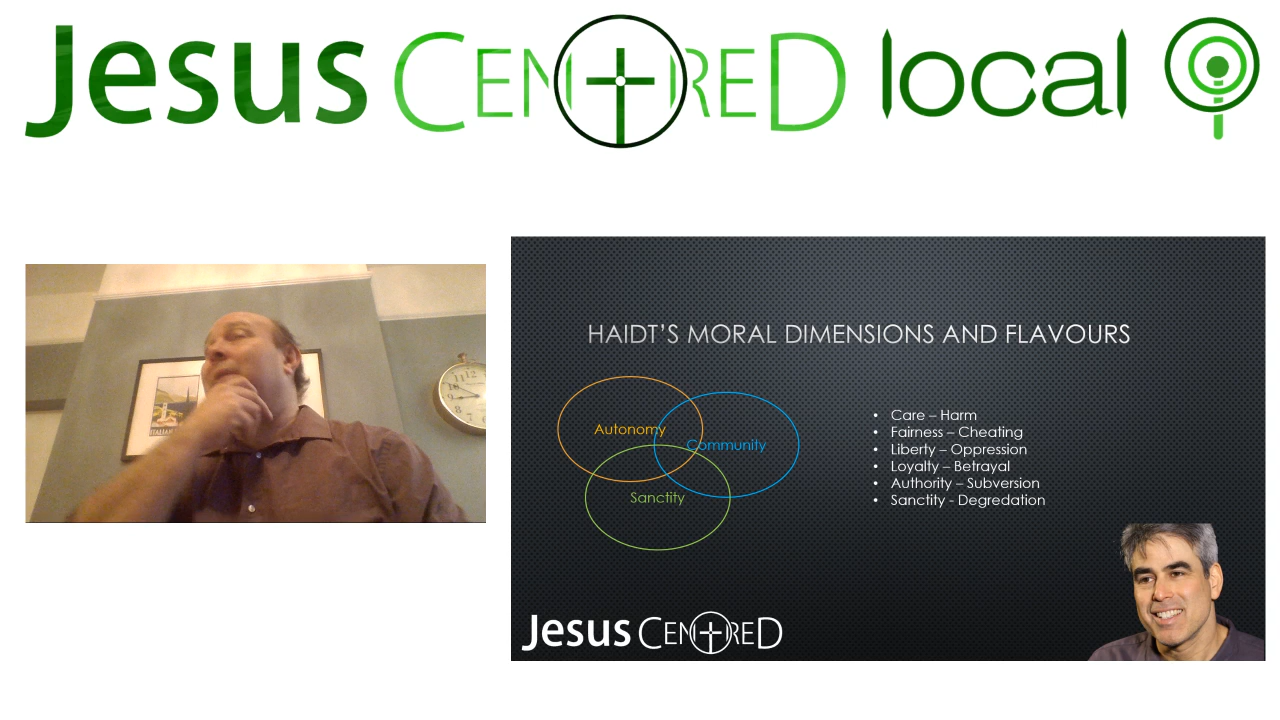 Jesus CENTRED local
ITALIAN
HAIDT'S MORAL DIMENSIONS AND FLAVOURS
Autonomy
Community
Sanctity
• Care – Harm
• Fairness – Cheating
• Liberty – Oppression
• Loyalty – Betrayal
• Authority – Subversion
• Sanctity - Degredation
Jesus CENTRED